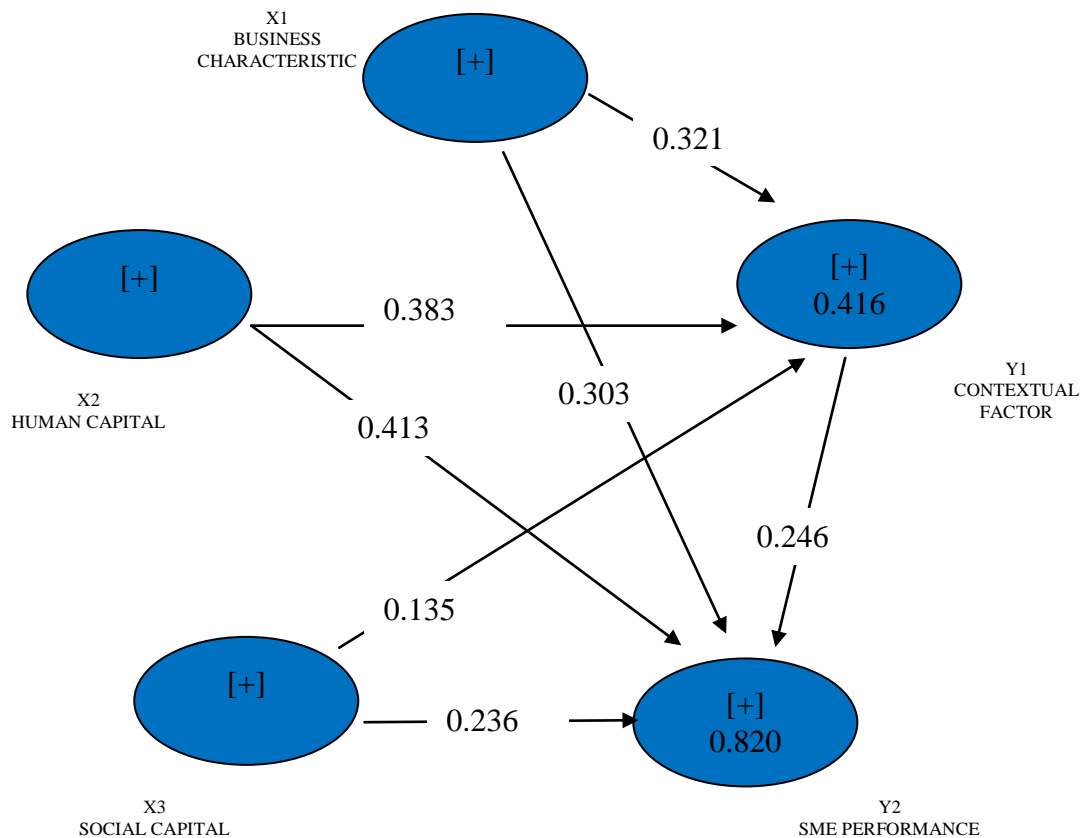 X1
BUSINESS
CHARACTERISTIC
[+]
0.321
[+]
X2
HUMAN CAPITAL
0.383
[+]
0.416
Y1
CONTEXTUAL
FACTOR
0.303
0.413
0.246
0.135
[+]
X3
SOCIAL CAPITAL
0.236
[+]
0.820
Y2
SME PERFORMANCE